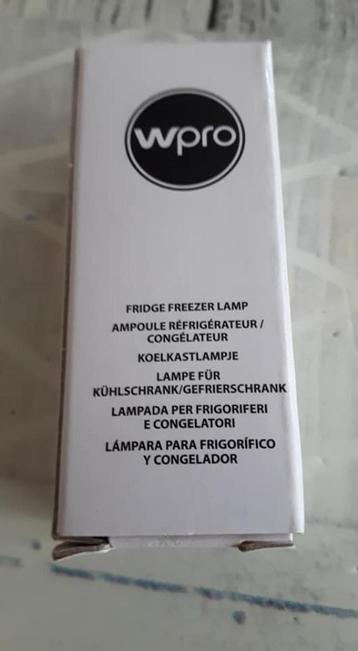 wpro
FRIDGE FREEZER LAMP
AMPOULE RÉFRIGÉRATEUR /
CONGÉLATEUR
KOELKASTLAMPJE
LAMPE FÜR
KÜHLSCHRANK/GEFRIERSCHRANK
LAMPADA PER FRIGORIFERI
E CONGELATORI
LÁMPARA PARA FRIGORÍFICO
Y CONGELADOR